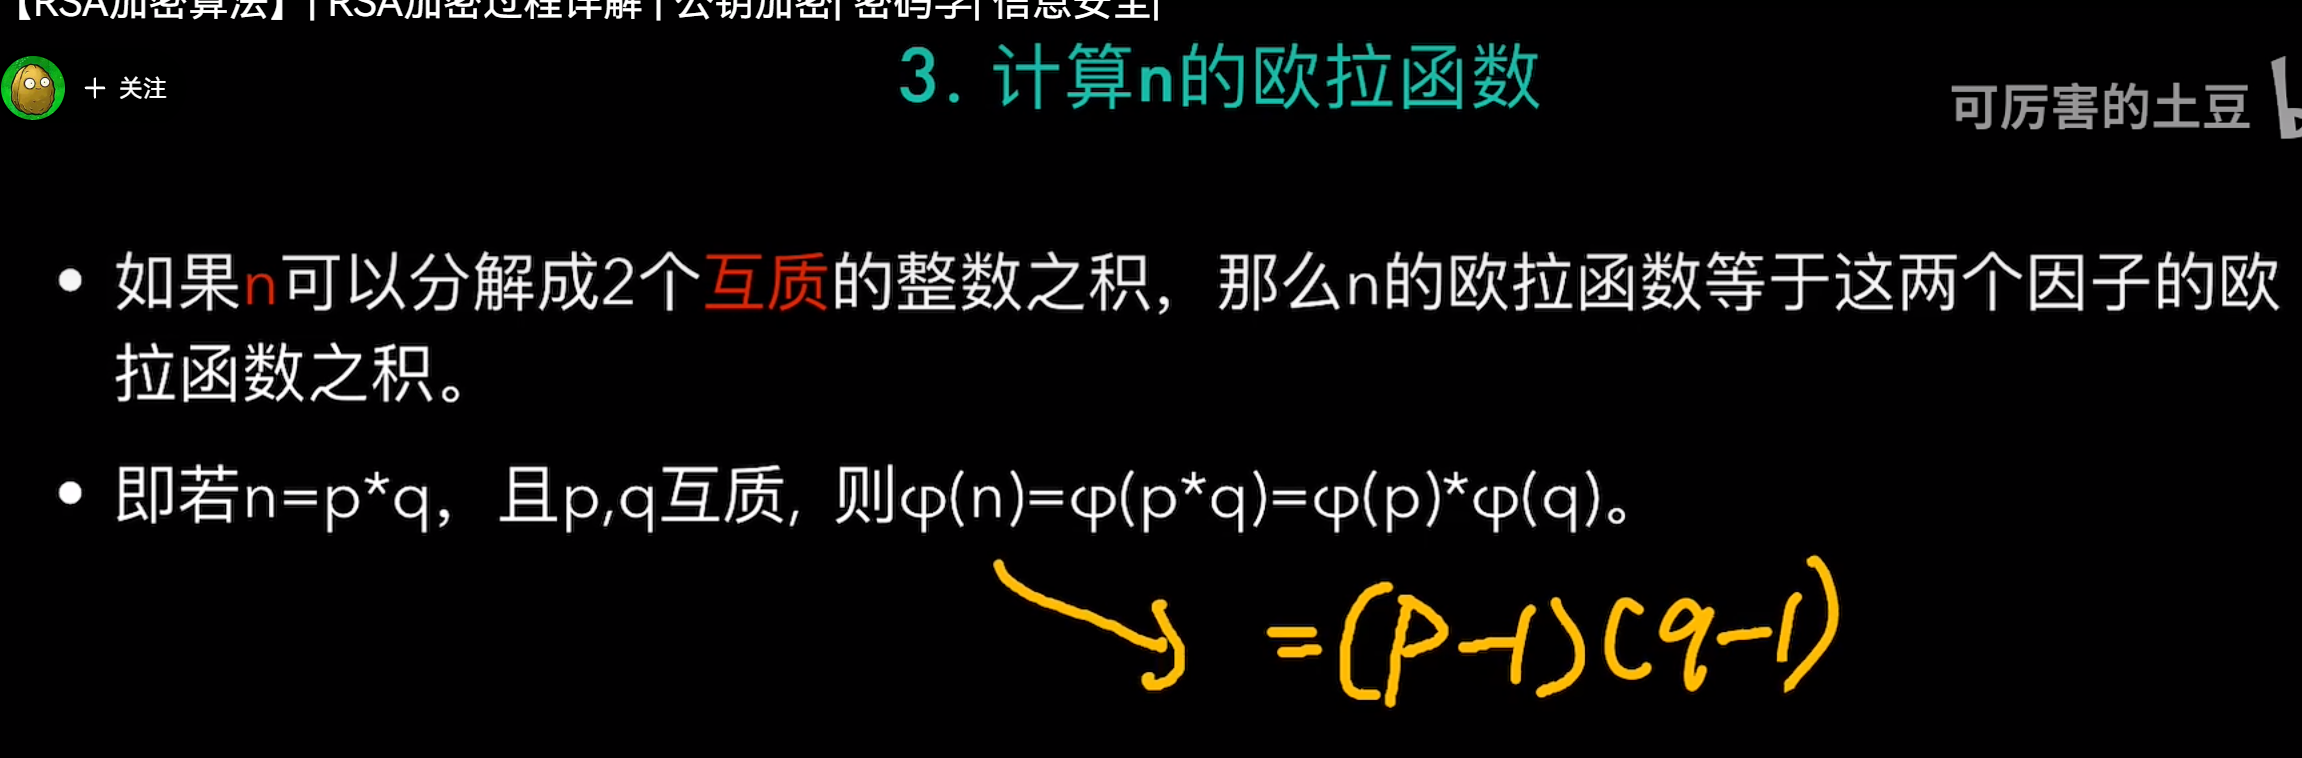 【RSA加密算法】| RSA加密过程详解 | 公钥加密| 密码学| 信息安全|
+ 关注
3. 计算n的欧拉函数
可厉害的土豆
如果n可以分解成2个互质的整数之积，那么n的欧拉函数等于这两个因子的欧
拉函数之积。
即若n=p*q，且p,q互质, 则φ(n)=φ(p*q)=φ(p)*φ(q)。
=(p-1)(q-1)